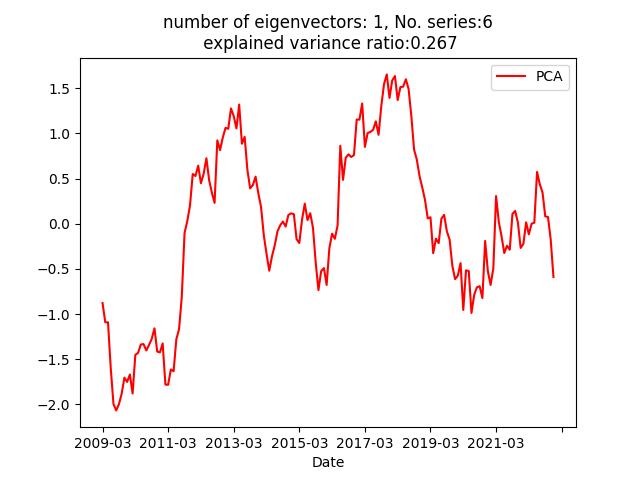 number of eigenvectors: 1, No. series:6
explained variance ratio:0.267
PCA
1.5
1.0
0.5
0.0
−0.5
−1.0
−1.5
−2.0
2009-03 2011-03 2013-03 2015-03 2017-03 2019-03 2021-03
Date